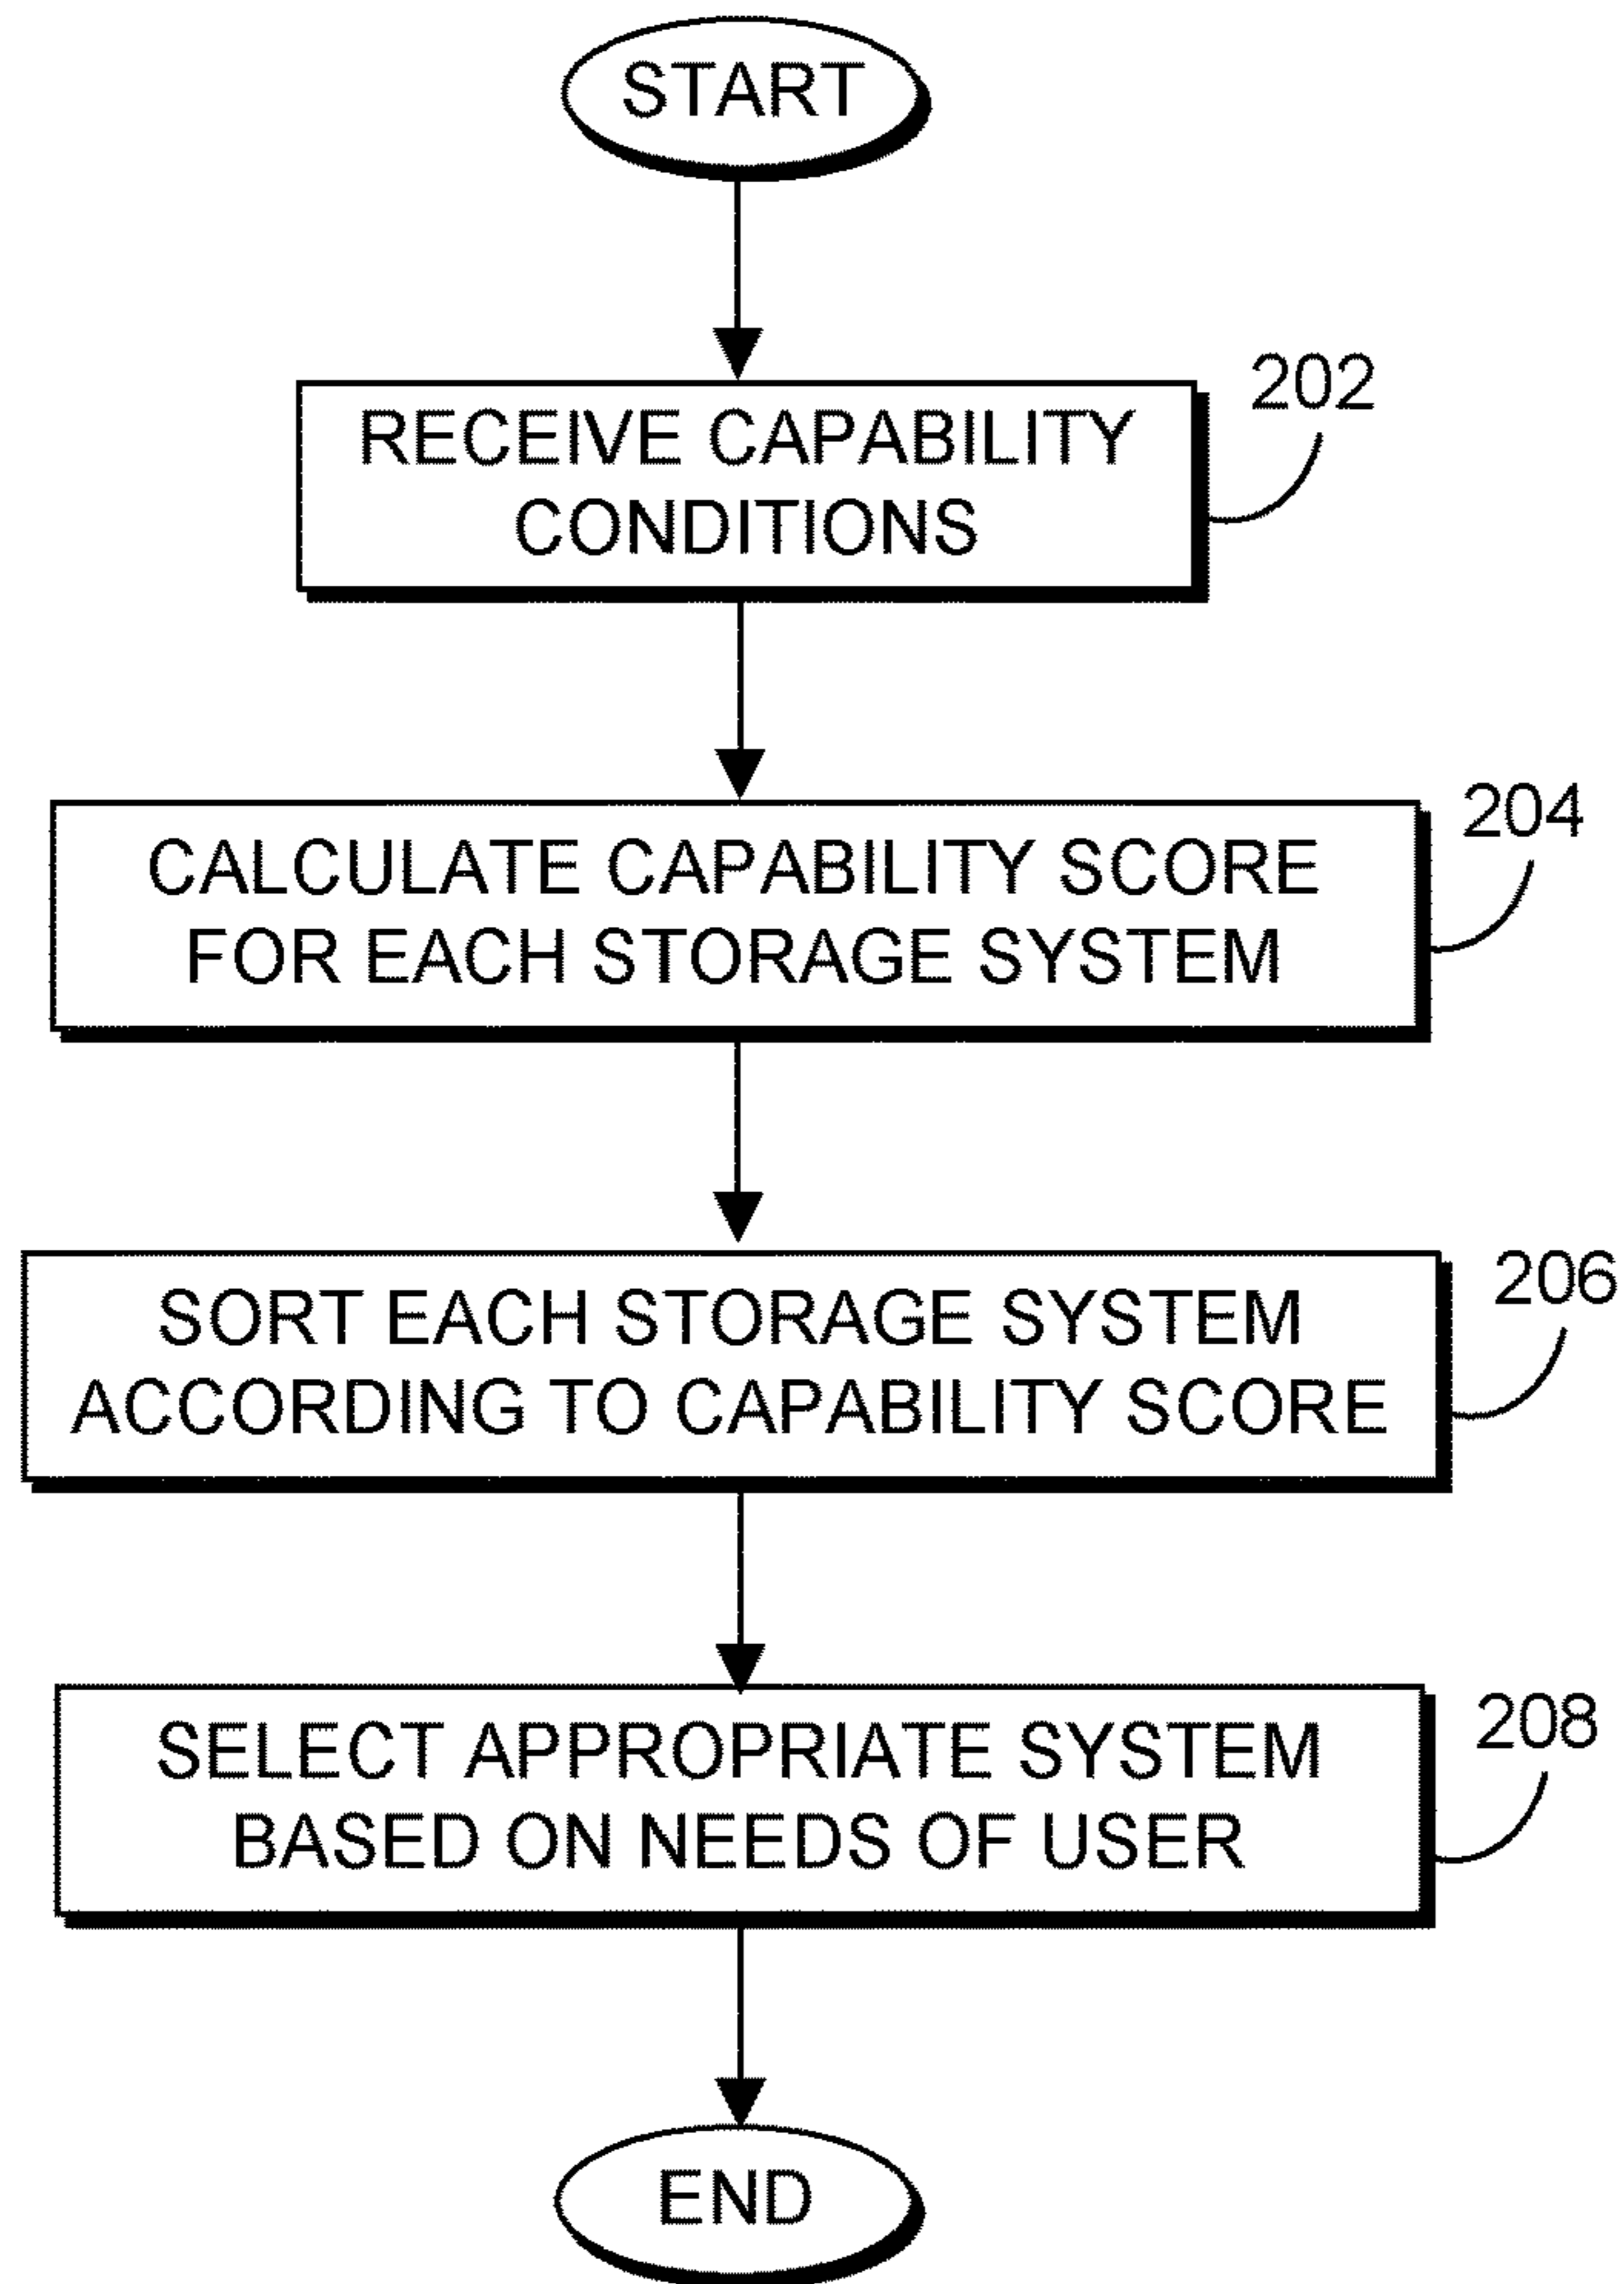 START
202
RECEIVE CAPABILITY
CONDITIONS
204
CALCULATE CAPABILITY SCORE
FOR EACH STORAGE SYSTEM
206
SORT EACH STORAGE SYSTEM
ACCORDING TO CAPABILITY SCORE
208
SELECT APPROPRIATE SYSTEM
BASED ON NEEDS OF USER
END